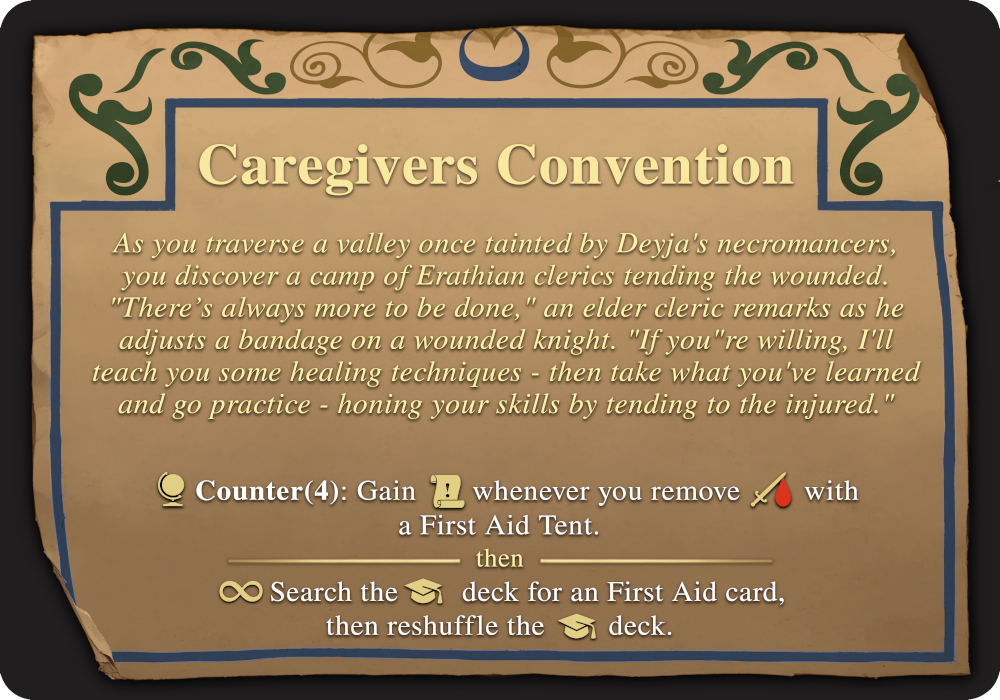 Caregivers Convention
As you traverse a valley once tainted by Deyja's necromancers,
you discover a camp of Erathian clerics tending the wounded.
"There's always more to be done," an elder cleric remarks as he
adjusts a bandage on a wounded knight. "If you"re willing, I'll
teach you some healing techniques - then take what you've learned
and go practice - honing your skills by tending to the injured."
Counter(4): Gain ! whenever you remove with
a First Aid Tent.
then
Search the deck for an First Aid card,
then reshuffle the deck.